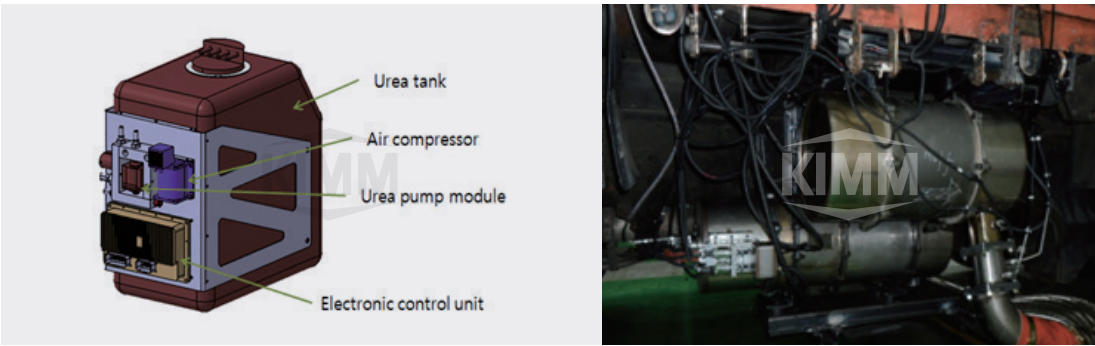 Urea tank
Air compressor
Urea pump module
Electronic control unit
KIMM
KIMM